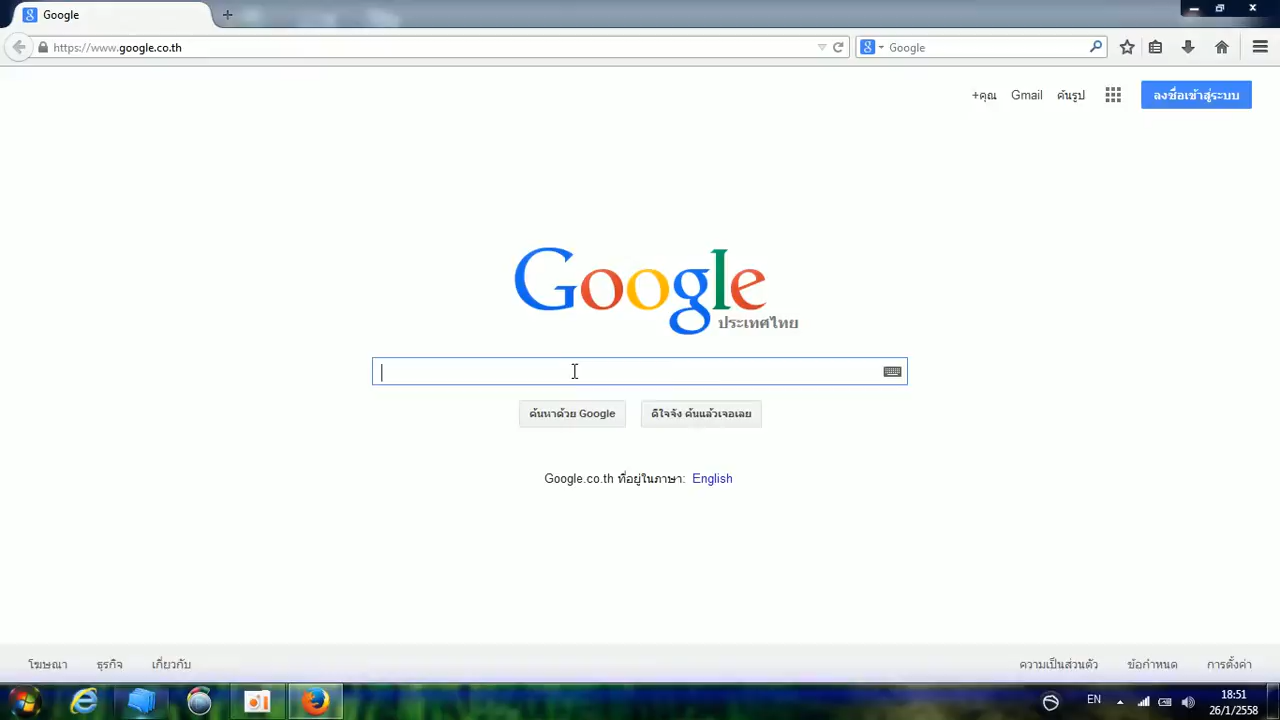 Google
https://www.google.co.th
Google
+คุณ Gmail ค้นรูป ลงชื่อเข้าสู่ระบบ
Google
ประเทศไทย
ค้นหาด้วย Google ดีใจจัง ค้นแล้วเจอเลย
Google.co.th ที่อยู่ในภาษา: English
โฆษณา ธุรกิจ เกี่ยวกับ ความเป็นส่วนตัว ข้อกำหนด การตั้งค่า
EN
18:51
26/1/2558